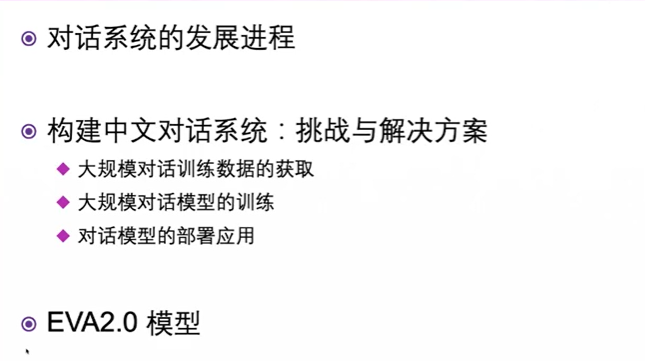 对话系统的发展进程
构建中文对话系统：挑战与解决方案
大规模对话训练数据的获取
大规模对话模型的训练
对话模型的部署应用
EVA2.0 模型